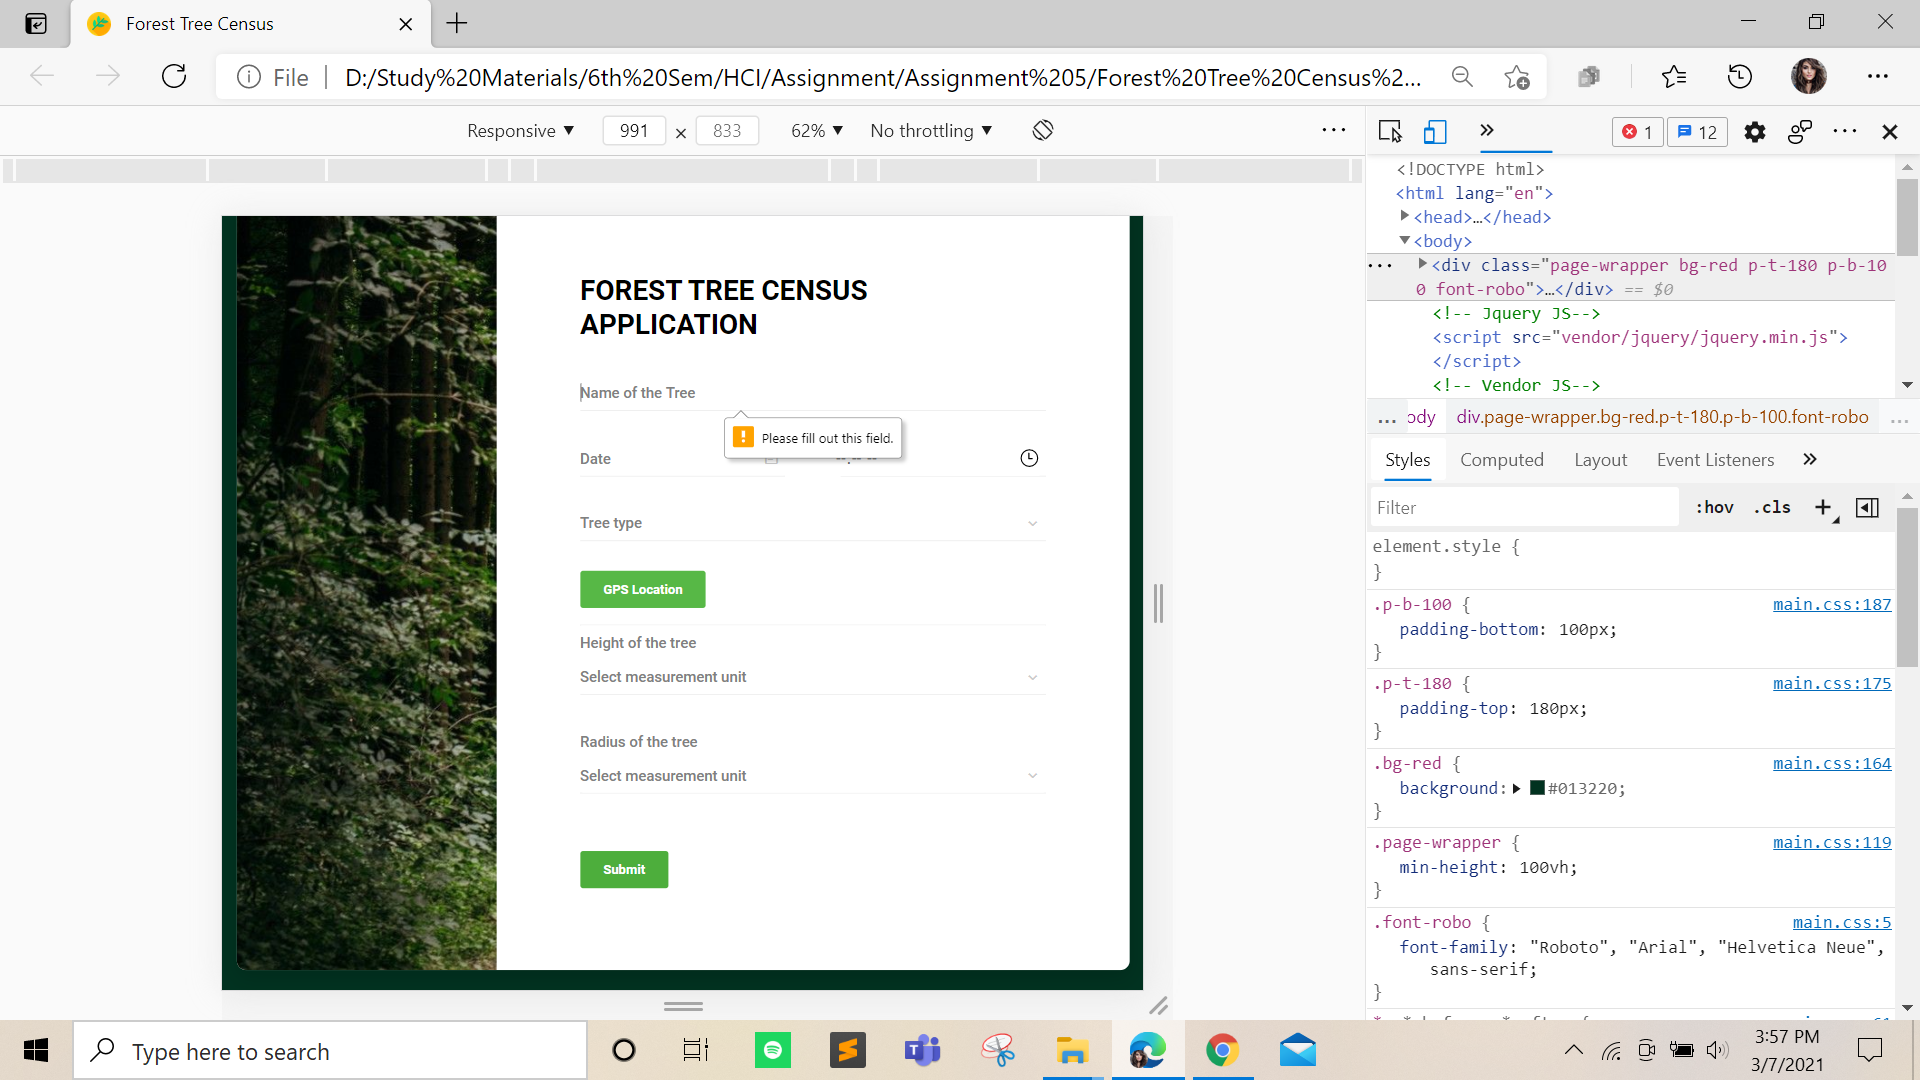 Forest Tree Census
File
D:/Study%20Materials/6th%20Sem/HCI/Assignment/Assignment%205/Forest%20Tree%20Census%2...
Responsive
991 × 833
62%
No throttling
1
12
FOREST TREE CENSUS
APPLICATION
Name of the Tree
Please fill out this field.
Date
Tree type
GPS Location
Height of the tree
Select measurement unit
Radius of the tree
Select measurement unit
Submit
<!DOCTYPE html>
<html lang="en">
<head>…</head>
<body>
<div class="page-wrapper bg-red p-t-180 p-b-10
0 font-robo">…</div> == $0
<!-- Jquery JS-->
<script src="vendor/jquery/jquery.min.js">
</script>
<!-- Vendor JS-->
... ody div.page-wrapper.bg-red.p-t-180.p-b-100.font-robo ...
Styles Computed Layout Event Listeners
Filter :hov .cls
element.style {
}
.p-b-100 { main.css:187
padding-bottom: 100px;
}
.p-t-180 { main.css:175
padding-top: 180px;
}
.bg-red { main.css:164
background: #013220;
}
.page-wrapper { main.css:119
min-height: 100vh;
}
.font-robo { main.css:5
font-family: "Roboto", "Arial", "Helvetica Neue",
sans-serif;
}
Type here to search
3:57 PM
3/7/2021